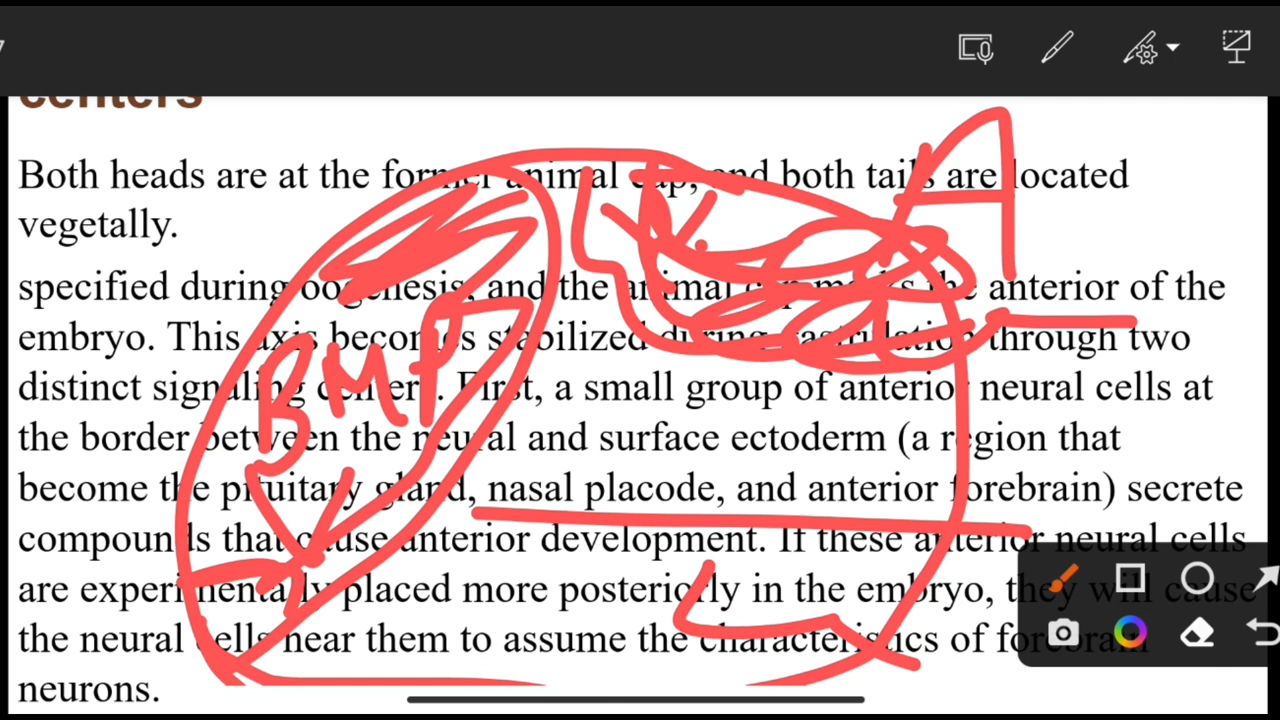 centers
Both heads are at the former animal cap, and both tails are located
vegetally.
specified during oogenesis, and the animal cap marks the anterior of the
embryo. This axis becomes stabilized during gastrulation through two
distinct signaling centers. First, a small group of anterior neural cells at
the border between the neural and surface ectoderm (a region that
become the pituitary gland, nasal placode, and anterior forebrain) secrete
compounds that cause anterior development. If these anterior neural cells
are experimentally placed more posteriorly in the embryo, they will cause
the neural cells near them to assume the characteristics of forebrain
neurons.
A
BMP